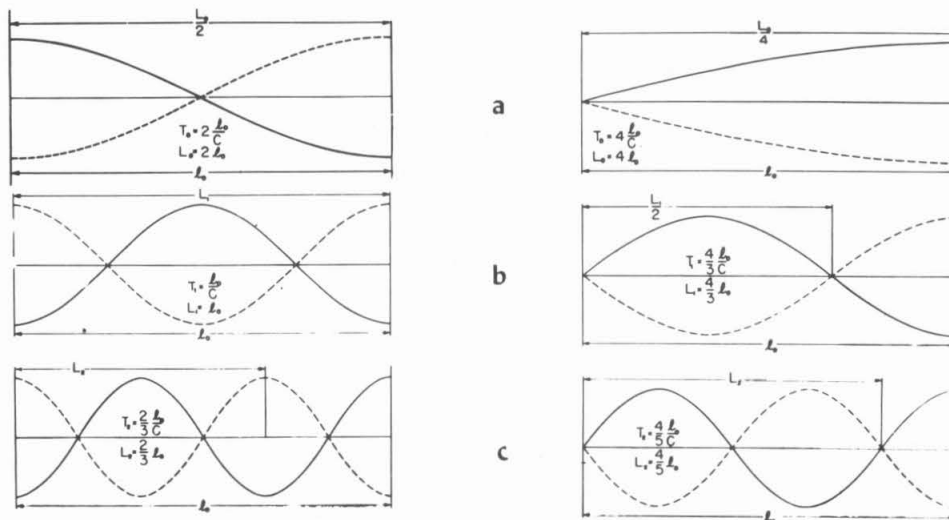 L₀/2
T₀ = 2 l₀/C
L₀ = 2 l₀
l₀
a
L₀/4
T₀ = 4 l₀/C
L₀ = 4 l₀
l₀
L₁
T₁ = l₀/C
L₁ = l₀
l₀
b
L₁/2
T₁ = 4/3 l₀/C
L₁ = 4/3 l₀
l₀
L₂
T₂ = 2/3 l₀/C
L₂ = 2/3 l₀
l₀
c
L₂
T₂ = 4/5 l₀/C
L₂ = 4/5 l₀